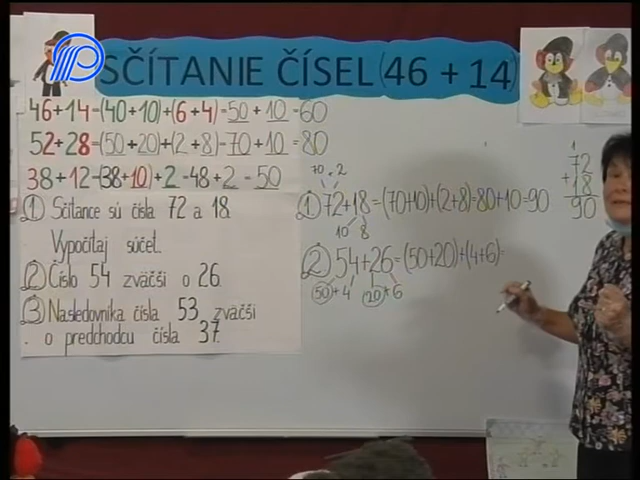 SČÍTANIE ČÍSEL (46 + 14)
46+14=(40+10)+(6+4)=50+10=60
52+28=(50+20)+(2+8)=70+10=80
38+12=(38+10)+2=48+2=50
① Sčítance sú čísla 72 a 18.
Vypočítaj súčet.
② Číslo 54 zväčši o 26.
③ Nasledovníka čísla 53 zväčši
o predchodcu čísla 37.
70+2
① 72+18=(70+10)+(2+8)=80+10=90
10 8
② 54+26=(50+20)+(4+6)=
50+4 20+6
1
72
+18
90